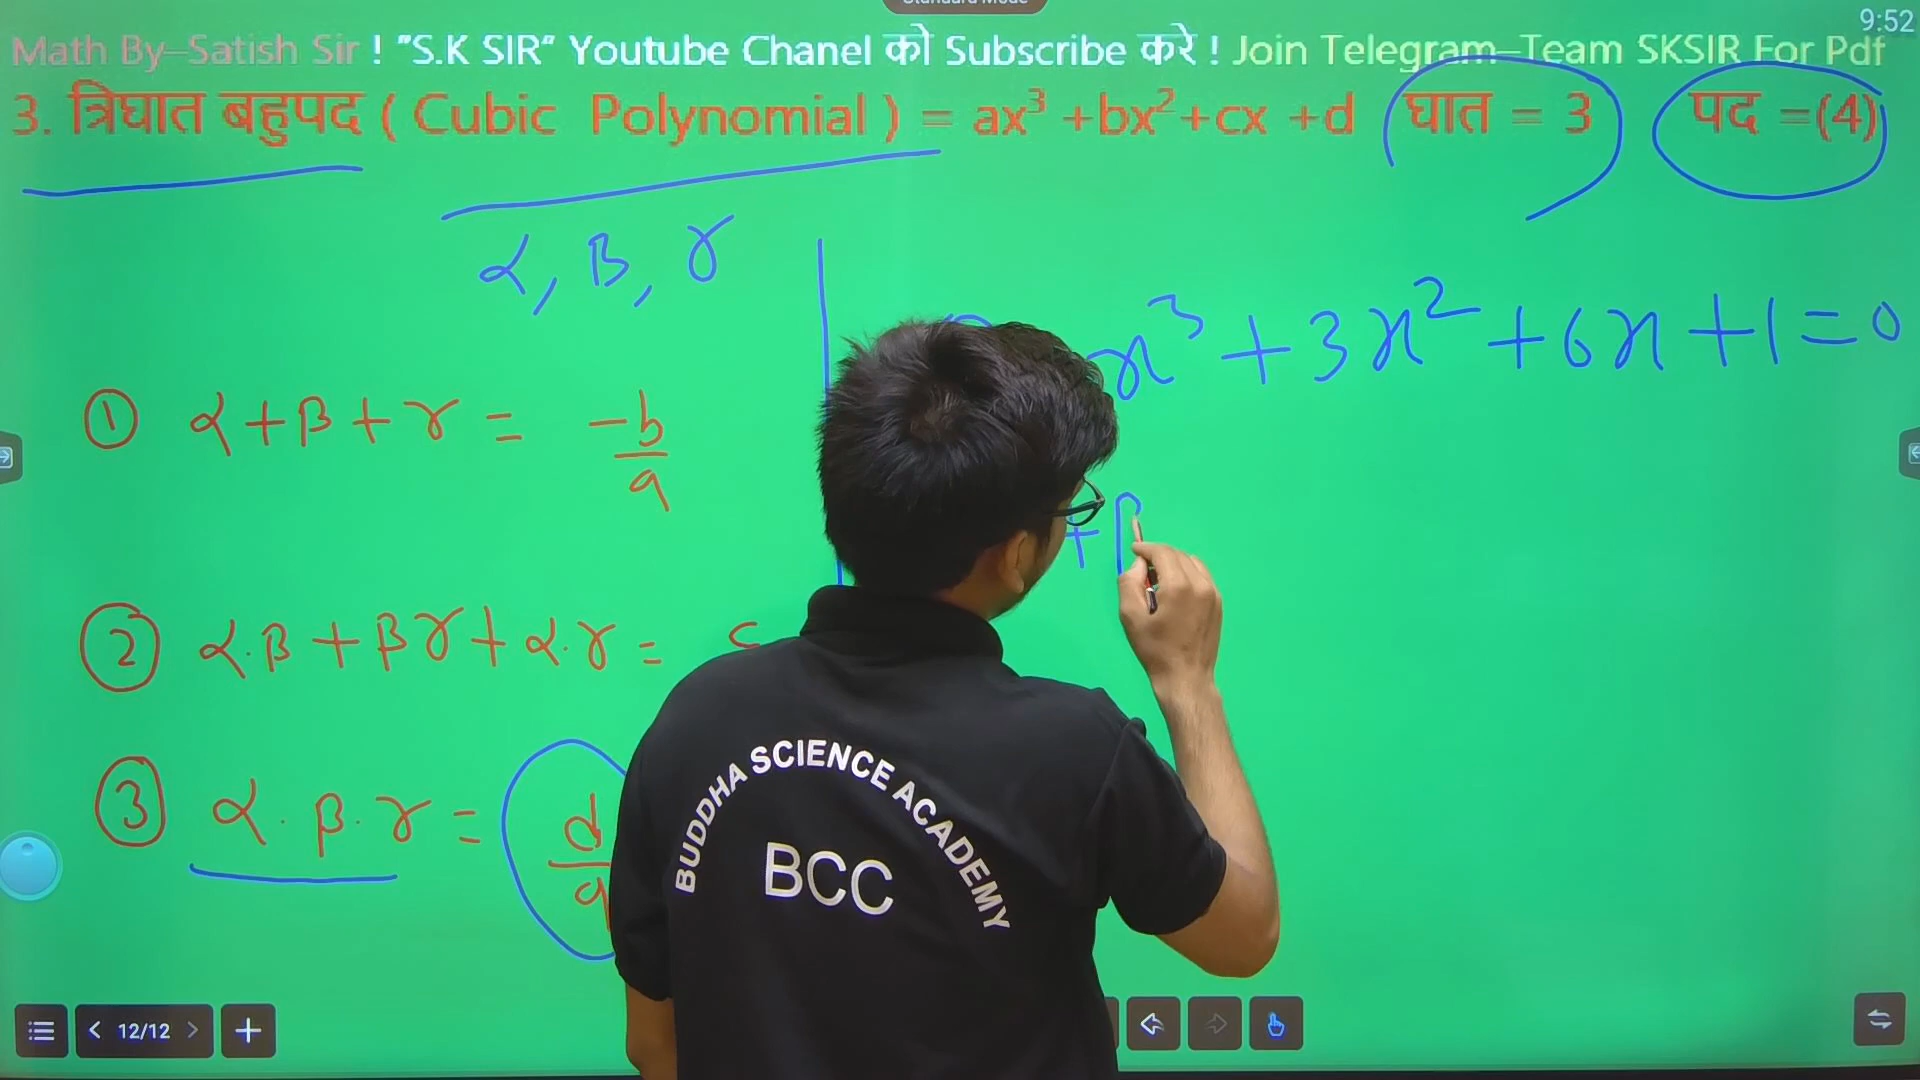 Standard Mode
9:52
Math By–Satish Sir ! "S.K SIR" Youtube Chanel को Subscribe करे ! Join Telegram–Team SKSIR For Pdf
3. त्रिघात बहुपद ( Cubic Polynomial ) = ax³ +bx²+cx +d घात = 3 पद =(4)
α, β, γ
x³ + 3x² + 6x + 1 = 0
① α + β + γ = -b/a
+ β
② α.β + βγ + α.γ = c
③ α . β . γ = d/a
BUDDHA SCIENCE ACADEMY
BCC
12/12